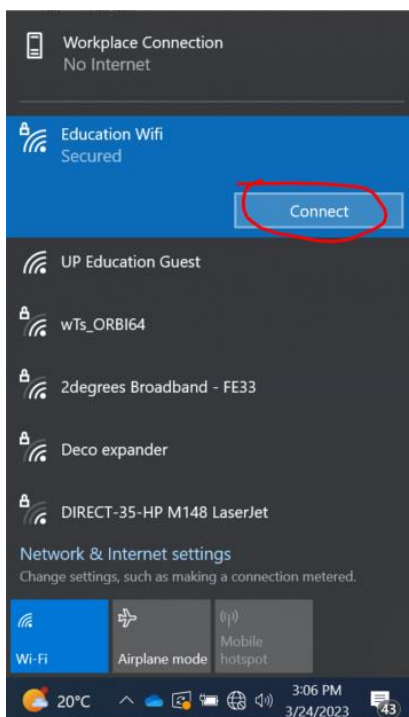 Workplace Connection
No Internet
Education Wifi
Secured
Connect
UP Education Guest
wTs_ORBI64
2degrees Broadband - FE33
Deco expander
DIRECT-35-HP M148 LaserJet
Network & Internet settings
Change settings, such as making a connection metered.
Wi-Fi
Airplane mode
Mobile
hotspot
20°C
3:06 PM
3/24/2023
43